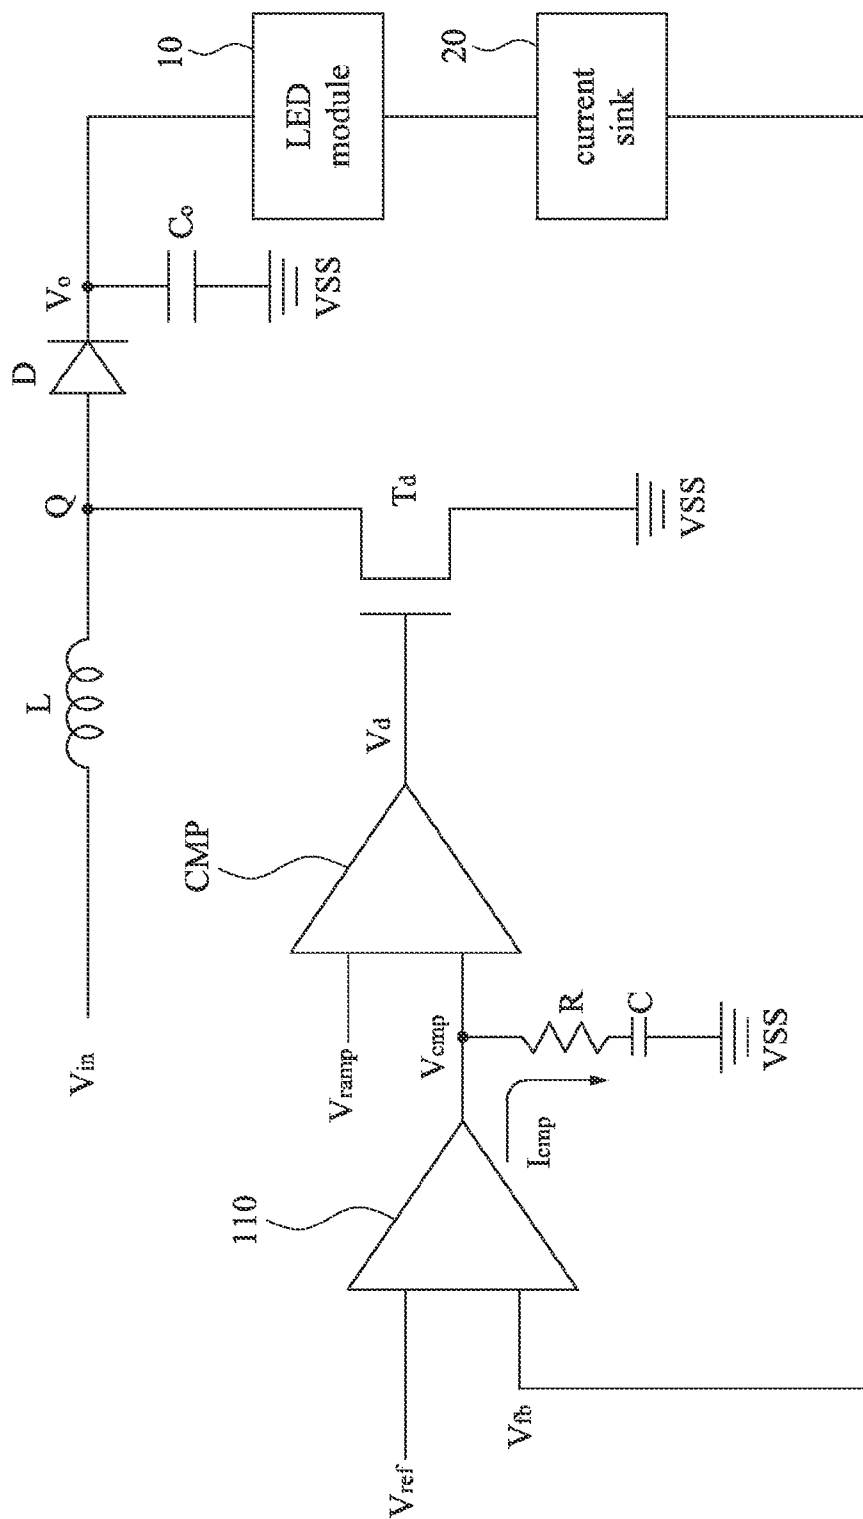 Vin
L
Q
D
Vo
Co
VSS
10
LED
module
20
current
sink
Td
VSS
Vd
CMP
Vramp
Vcmp
R
C
VSS
Icmp
110
Vref
Vfb